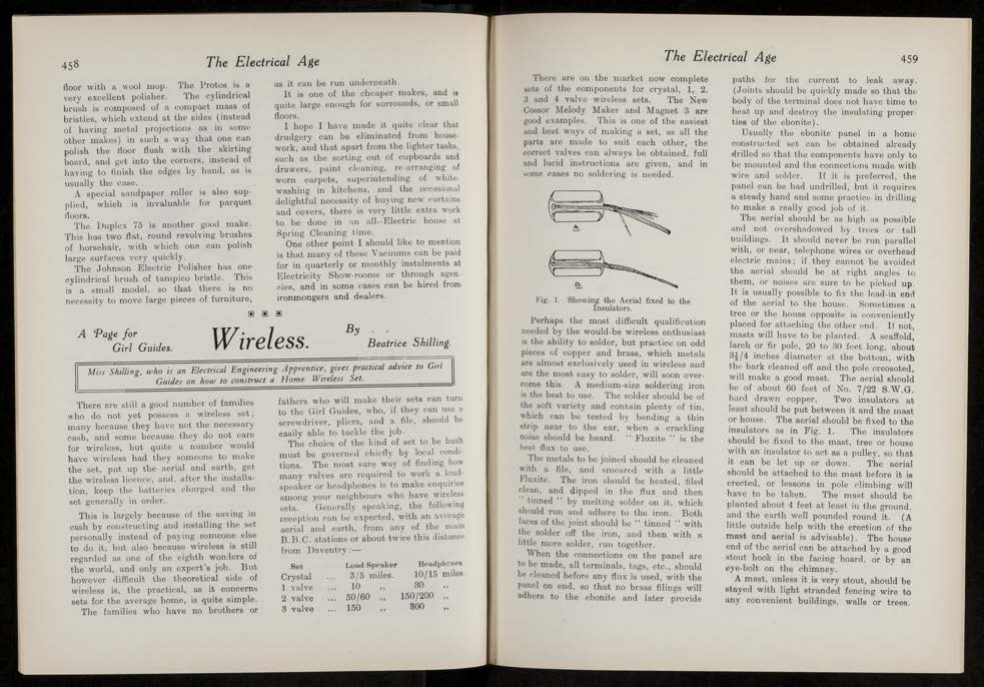 458
The Electrical Age
floor with a wool mop. The Protos is a
very excellent polisher. The cylindrical
brush is composed of a compact mass of
bristles, which extend at the sides (instead
of having metal projections as in some
other makes) in such a way that one can
polish the floor flush with the skirting
board, and get into the corners, instead of
having to finish the edges by hand, as is
usually the case.
A special sandpaper roller is also sup-
plied, which is invaluable for parquet
floors.
The Duplex 75 is another good make.
This has two flat, round revolving brushes
of horsehair, with which one can polish
large surfaces very quickly.
The Johnson Electric Polisher has one
cylindrical brush of tampico bristle. This
is a small model, so that there is no
necessity to move large pieces of furniture,
as it can be run underneath.
It is one of the cheaper makes, and is
quite large enough for surrounds, or small
floors.
I hope I have made it quite clear that
drudgery can be eliminated from house-
work, and that apart from the lighter tasks,
such as the sorting out of cupboards and
drawers, paint cleaning, re-arranging of
worn carpets, superintending of white-
washing in kitchens, and the occasional
delightful necessity of buying new curtains
and covers, there is very little extra work
to be done in an all-Electric house at
Spring Cleaning time.
One other point I should like to mention
is that many of these Vacuums can be paid
for in quarterly or monthly instalments at
Electricity Show-rooms or through agen-
cies, and in some cases can be hired from
ironmongers and dealers.
A Page for
Girl Guides.
Wireless.
By . .
Beatrice Shilling.
Miss Shilling, who is an Electrical Engineering Apprentice, gives practical advice to Girl
Guides on how to construct a Home Wireless Set.
There are still a good number of families
who do not yet possess a wireless set;
many because they have not the necessary
cash, and some because they do not care
for wireless, but quite a number would
have wireless had they someone to make
the set, put up the aerial and earth, get
the wireless licence, and, after the installa-
tion, keep the batteries charged and the
set generally in order.
This is largely because of the saving in
cash by constructing and installing the set
personally instead of paying someone else
to do it, but also because wireless is still
regarded as one of the eighth wonders of
the world, and only an expert's job. But
however difficult the theoretical side of
wireless is, the practical, as it concerns
sets for the average home, is quite simple.
The families who have no brothers or
fathers who will make their sets can turn
to the Girl Guides, who, if they can use a
screwdriver, pliers, and a file, should be
easily able to tackle the job.
The choice of the kind of set to be built
must be governed chiefly by local condi-
tions. The most sure way of finding how
many valves are required to work a loud-
speaker or headphones is to make enquiries
among your neighbours who have wireless
sets. Generally speaking, the following
reception can be expected, with an average
aerial and earth, from any of the main
B.B.C. stations or about twice this distance
from Daventry:—
Set Loud Speaker Headphones
Crystal ... 3/5 miles. 10/15 miles
1 valve ... 10 ,, 30 ,,
2 valve ... 50/60 ,, 150/200 ,,
3 valve ... 150 ,, 300 ,,
The Electrical Age
459
There are on the market now complete
sets of the components for crystal, 1, 2,
3 and 4 valve wireless sets. The New
Cossor Melody Maker and Magnet 3 are
good examples. This is one of the easiest
and best ways of making a set, as all the
parts are made to suit each other, the
correct valves can always be obtained, full
and lucid instructions are given, and in
some cases no soldering is needed.
Fig. 1. Showing the Aerial fixed to the
Insulators.
Perhaps the most difficult qualification
needed by the would-be wireless enthusiast
is the ability to solder, but practice on odd
pieces of copper and brass, which metals
are almost exclusively used in wireless and
are the most easy to solder, will soon over-
come this. A medium-size soldering iron
is the best to use. The solder should be of
the soft variety and contain plenty of tin,
which can be tested by bending a thin
strip near to the ear, when a crackling
noise should be heard. "Fluxite" is the
best flux to use.
The metals to be joined should be cleaned
with a file, and smeared with a little
Fluxite. The iron should be heated, filed
clean, and dipped in the flux and then
"tinned" by melting solder on it, which
should run and adhere to the iron. Both
faces of the joint should be "tinned" with
the solder off the iron, and then with a
little more solder, run together.
When the connections on the panel are
to be made, all terminals, tags, etc., should
be cleaned before any flux is used, with the
panel on end, so that no brass filings will
adhere to the ebonite and later provide
paths for the current to leak away.
(Joints should be quickly made so that the
body of the terminal does not have time to
heat up and destroy the insulating proper-
ties of the ebonite).
Usually the ebonite panel in a home
constructed set can be obtained already
drilled so that the components have only to
be mounted and the connections made with
wire and solder. If it is preferred, the
panel can be had undrilled, but it requires
a steady hand and some practice in drilling
to make a really good job of it.
The aerial should be as high as possible
and not overshadowed by trees or tall
buildings. It should never be run parallel
with, or near, telephone wires or overhead
electric mains; if they cannot be avoided
the aerial should be at right angles to
them, or noises are sure to be picked up.
It is usually possible to fix the lead-in end
of the aerial to the house. Sometimes a
tree or the house opposite is conveniently
placed for attaching the other end. If not,
masts will have to be planted. A scaffold,
larch or fir pole, 20 to 30 feet long, about
3½/4 inches diameter at the bottom, with
the bark cleaned off and the pole creosoted,
will make a good mast. The aerial should
be of about 60 feet of No. 7/22 S.W.G.
hard drawn copper. Two insulators at
least should be put between it and the mast
or house. The aerial should be fixed to the
insulators as in Fig. 1. The insulators
should be fixed to the mast, tree or house
with an insulator to act as a pulley, so that
it can be let up or down. The aerial
should be attached to the mast before it is
erected, or lessons in pole climbing will
have to be taken. The mast should be
planted about 4 feet at least in the ground,
and the earth well pounded round it. (A
little outside help with the erection of the
mast and aerial is advisable). The house
end of the aerial can be attached by a good
stout hook in the facing board, or by an
eye-bolt on the chimney.
A mast, unless it is very stout, should be
stayed with light stranded fencing wire to
any convenient buildings, walls or trees.